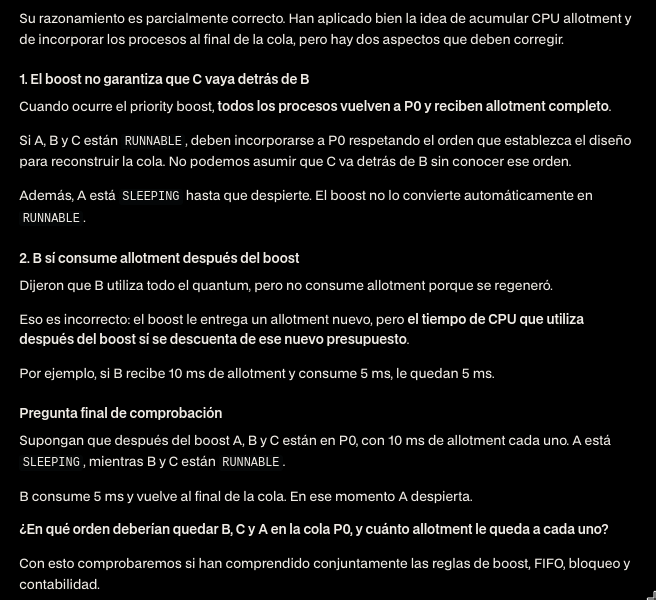 Su razonamiento es parcialmente correcto. Han aplicado bien la idea de acumular CPU allotment y
de incorporar los procesos al final de la cola, pero hay dos aspectos que deben corregir.
1. El boost no garantiza que C vaya detrás de B
Cuando ocurre el priority boost, todos los procesos vuelven a P0 y reciben allotment completo.
Si A, B y C están RUNNABLE, deben incorporarse a P0 respetando el orden que establezca el diseño
para reconstruir la cola. No podemos asumir que C va detrás de B sin conocer ese orden.
Además, A está SLEEPING hasta que despierte. El boost no lo convierte automáticamente en
RUNNABLE.
2. B sí consume allotment después del boost
Dijeron que B utiliza todo el quantum, pero no consume allotment porque se regeneró.
Eso es incorrecto: el boost le entrega un allotment nuevo, pero el tiempo de CPU que utiliza
después del boost sí se descuenta de ese nuevo presupuesto.
Por ejemplo, si B recibe 10 ms de allotment y consume 5 ms, le quedan 5 ms.
Pregunta final de comprobación
Supongan que después del boost A, B y C están en P0, con 10 ms de allotment cada uno. A está
SLEEPING, mientras B y C están RUNNABLE.
B consume 5 ms y vuelve al final de la cola. En ese momento A despierta.
¿En qué orden deberían quedar B, C y A en la cola P0, y cuánto allotment le queda a cada uno?
Con esto comprobaremos si han comprendido conjuntamente las reglas de boost, FIFO, bloqueo y
contabilidad.